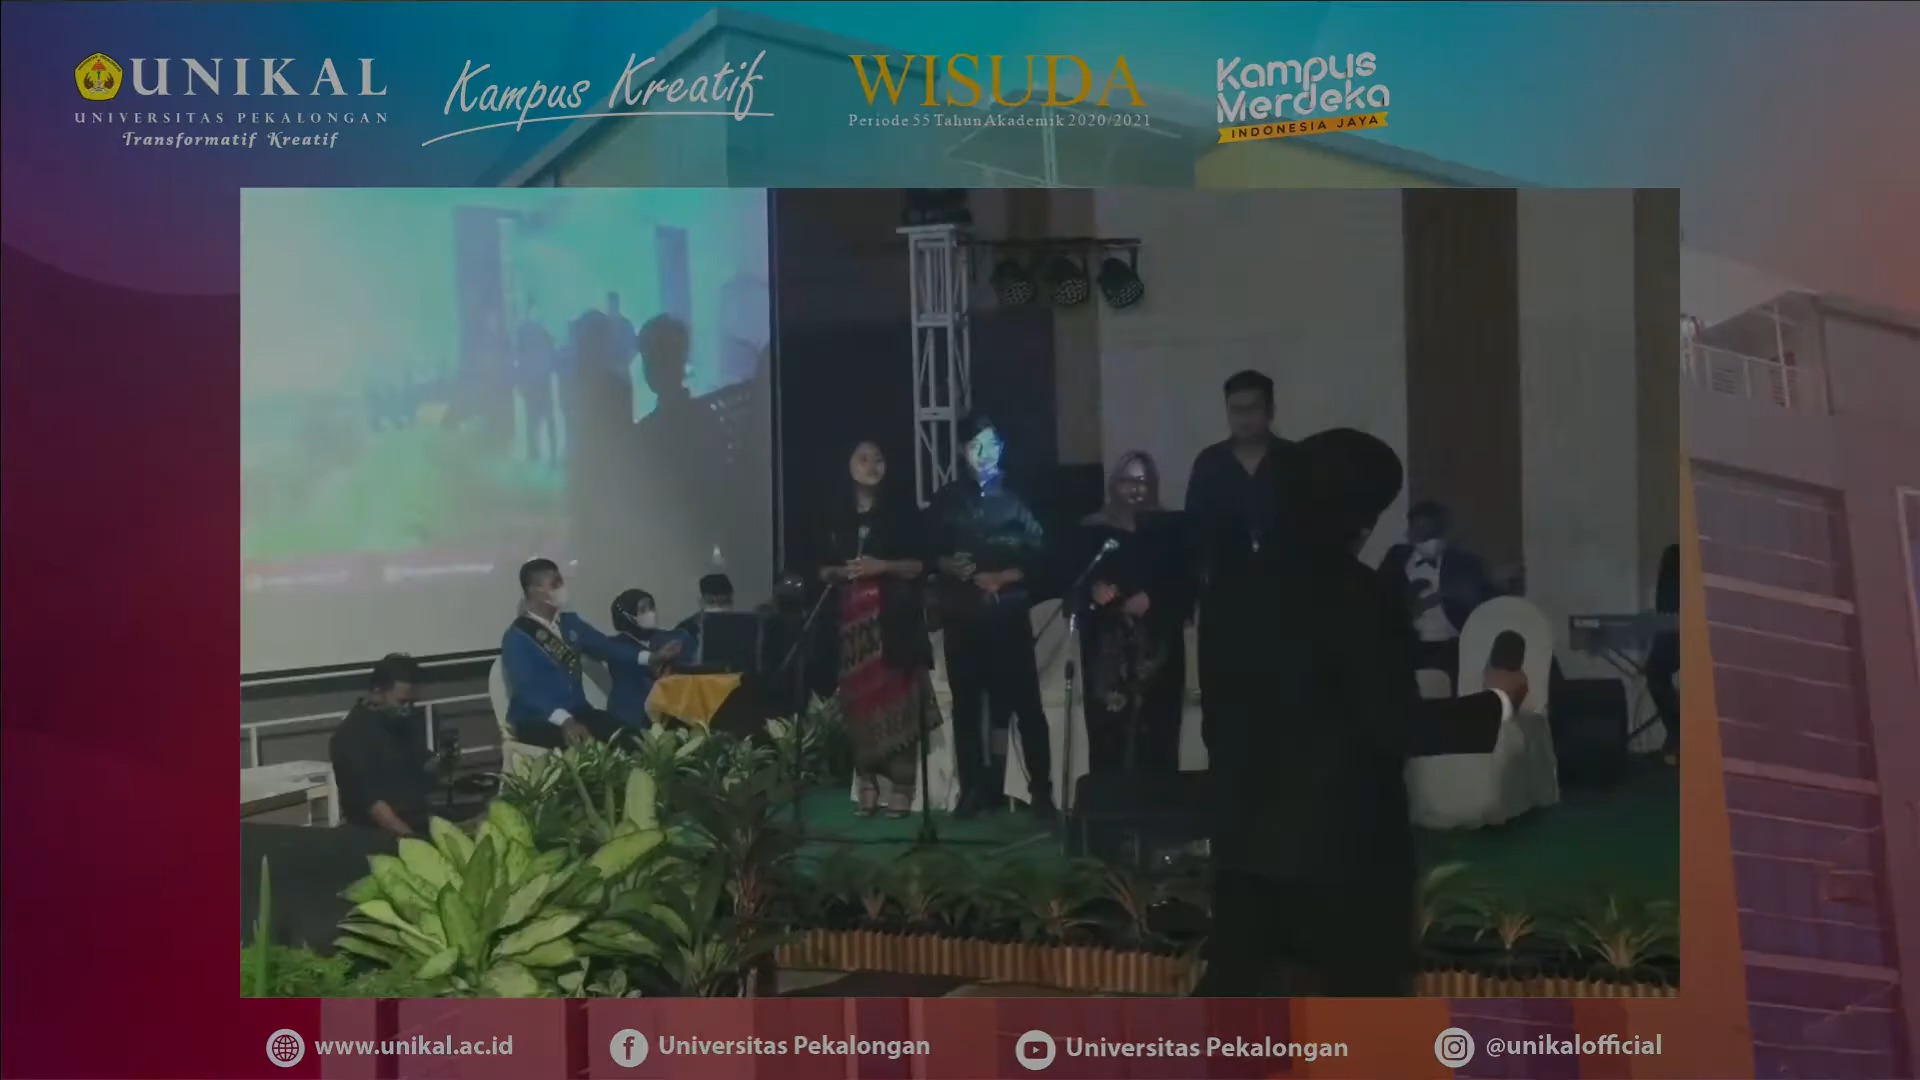 UNIKAL
UNIVERSITAS PEKALONGAN
Transformatif Kreatif
Kampus Kreatif
WISUDA
Periode 55 Tahun Akademik 2020/2021
Kampus
Merdeka
INDONESIA JAYA
www.unikal.ac.id
Universitas Pekalongan
Universitas Pekalongan
@unikalofficial